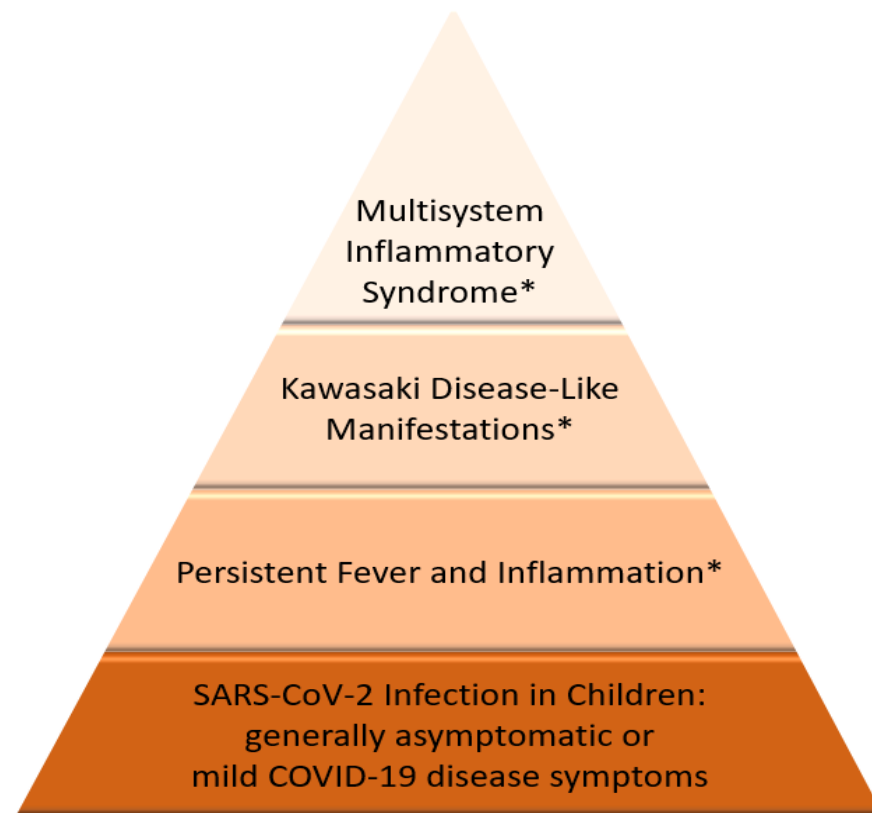 Multisystem
Inflammatory
Syndrome*
Kawasaki Disease-Like
Manifestations*
Persistent Fever and Inflammation*
SARS-CoV-2 Infection in Children:
generally asymptomatic or
mild COVID-19 disease symptoms